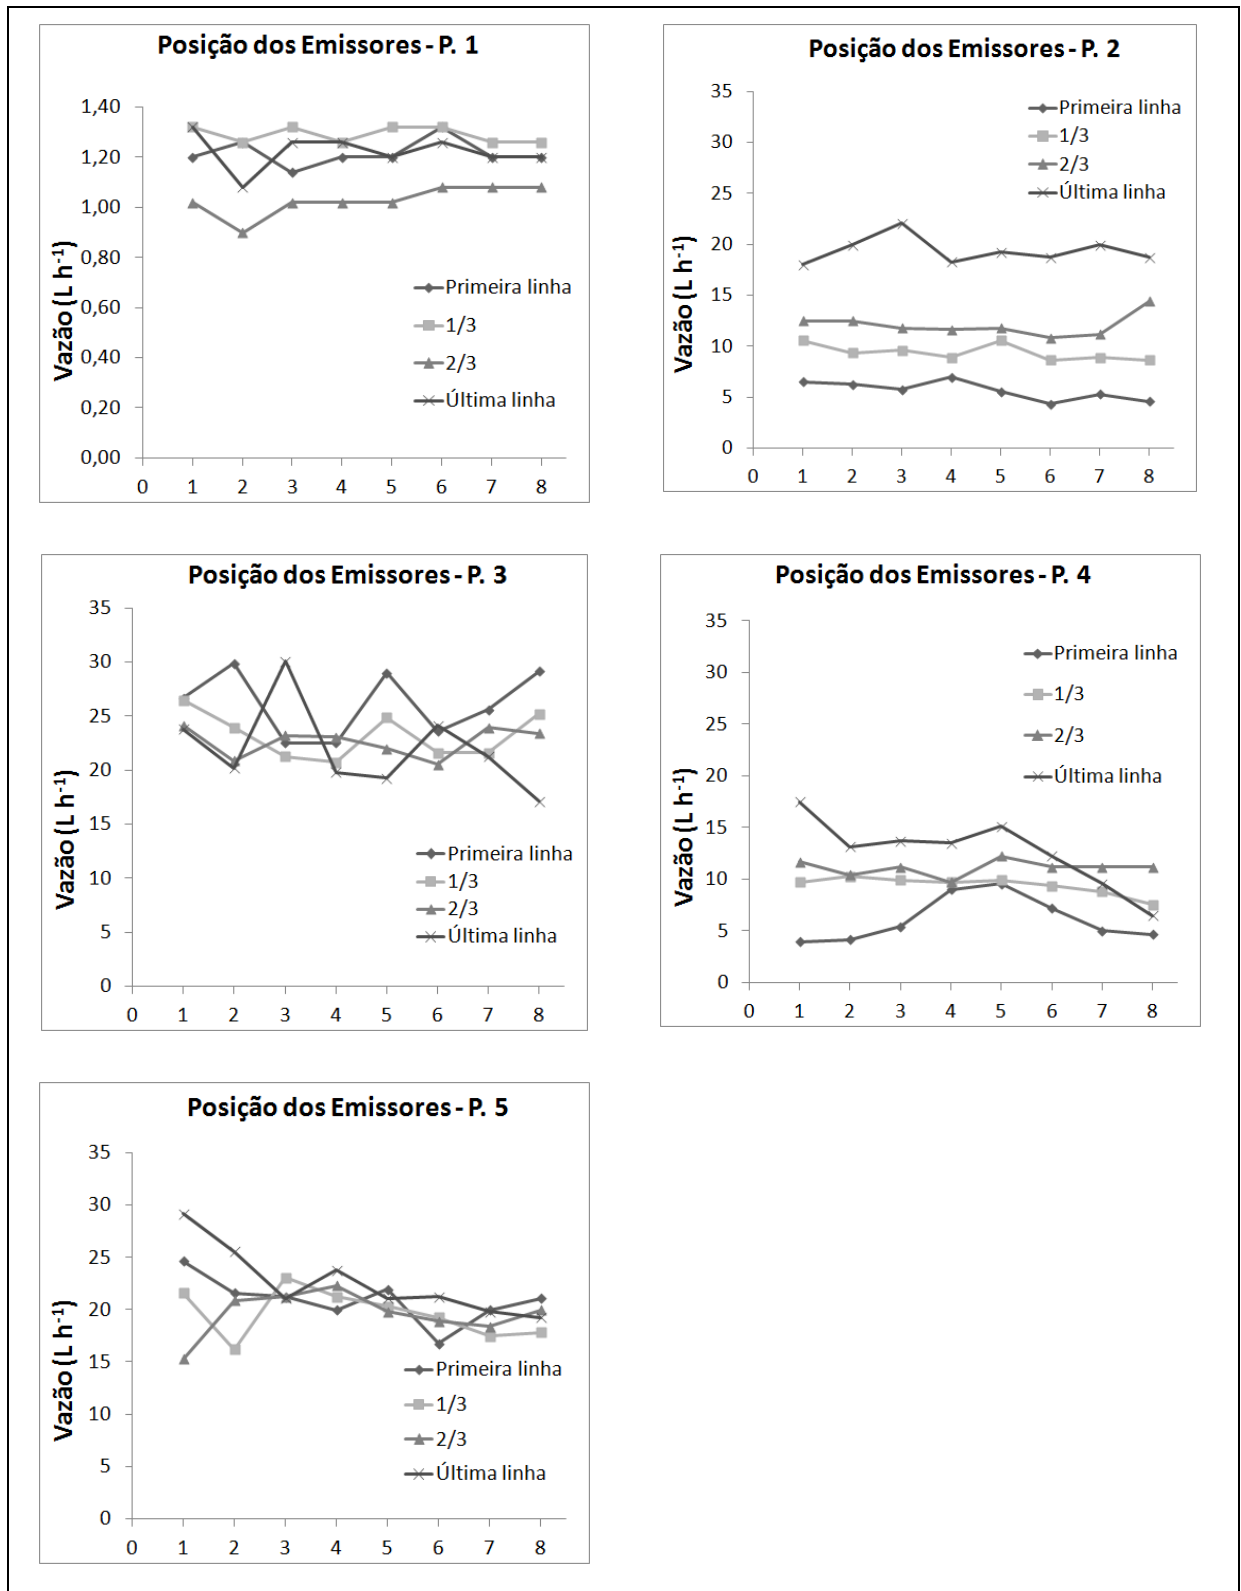 Posição dos Emissores - P. 1
Vazão (L h⁻¹)
1,40
1,20
1,00
0,80
0,60
0,40
0,20
0,00
0 1 2 3 4 5 6 7 8
Primeira linha
1/3
2/3
Última linha
Posição dos Emissores - P. 2
Vazão (L h⁻¹)
35
30
25
20
15
10
5
0
0 1 2 3 4 5 6 7 8
Primeira linha
1/3
2/3
Última linha
Posição dos Emissores - P. 3
Vazão (L h⁻¹)
35
30
25
20
15
10
5
0
0 1 2 3 4 5 6 7 8
Primeira linha
1/3
2/3
Última linha
Posição dos Emissores - P. 4
Vazão (L h⁻¹)
35
30
25
20
15
10
5
0
0 1 2 3 4 5 6 7 8
Primeira linha
1/3
2/3
Última linha
Posição dos Emissores - P. 5
Vazão (L h⁻¹)
35
30
25
20
15
10
5
0
0 1 2 3 4 5 6 7 8
Primeira linha
1/3
2/3
Última linha